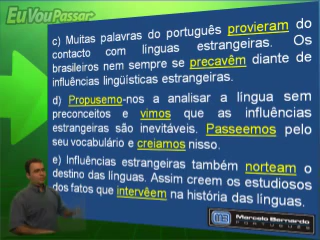 EuVouPassar
c) Muitas palavras do português provieram do
contacto com linguas estrangeiras. Os
brasileiros nem sempre se precavêm diante de
influências lingüísticas estrangeiras.
d) Propusemo-nos a analisar a língua sem
preconceitos e vimos que as influências
estrangeiras são inevitáveis. Passeemos pelo
seu vocabulário e creiamos nisso.
e) Influências estrangeiras também norteam o
destino das línguas. Assim creem os estudiosos
dos fatos que intervêem na história das línguas.
Marcelo Bernardo
PORTUGUÊS